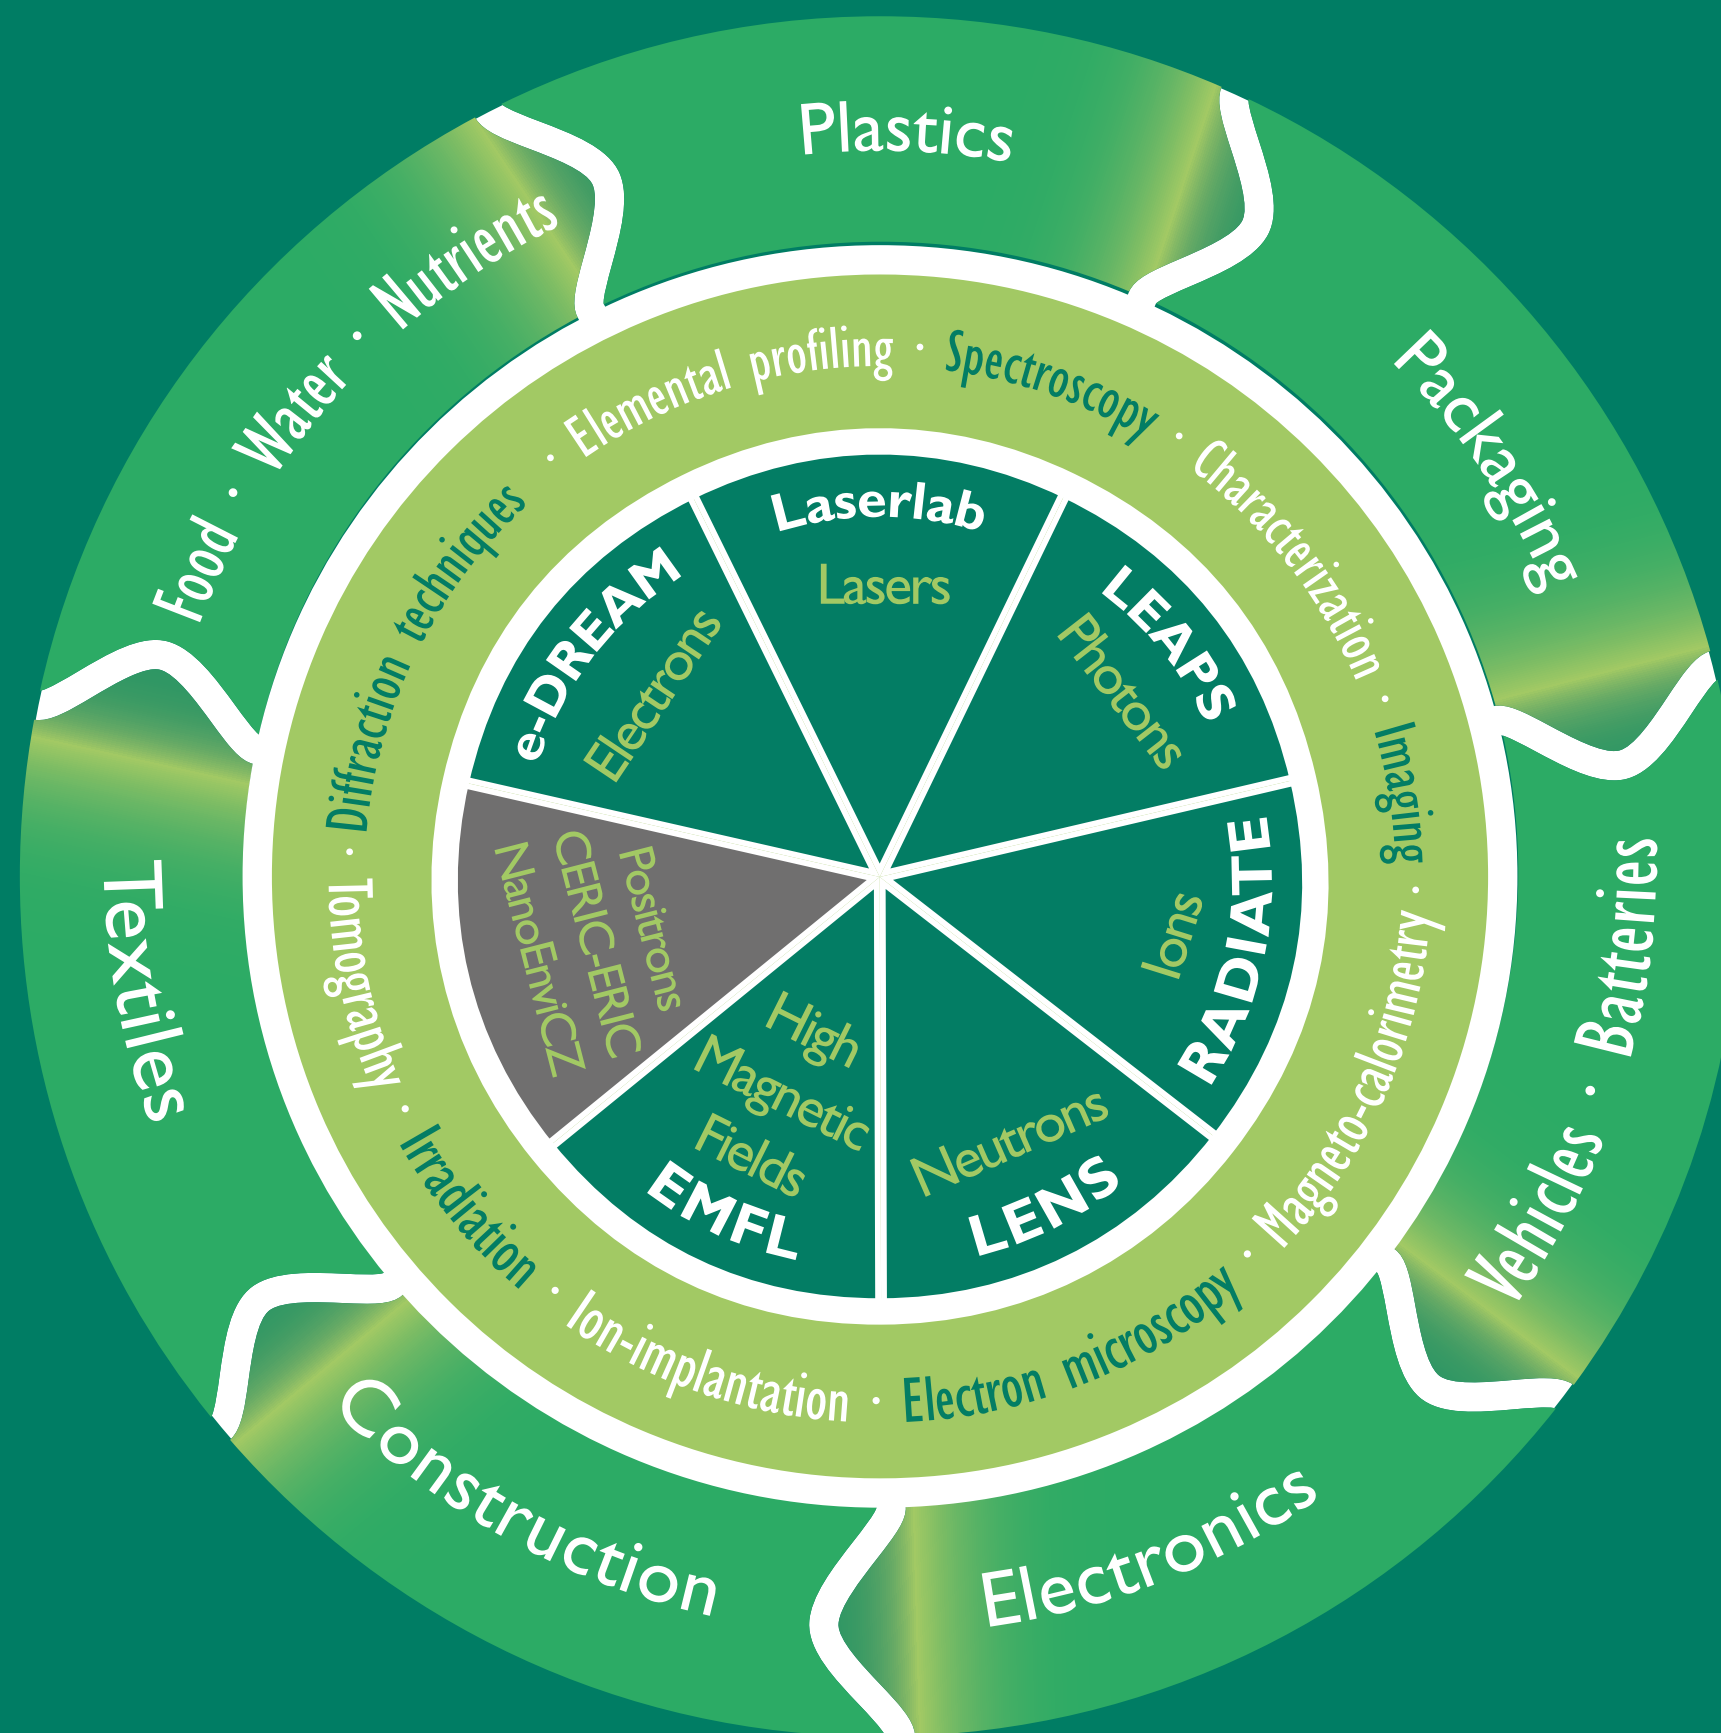 Plastics
Packaging
Vehicles · Batteries
Electronics
Construction
Textiles
Food · Water · Nutrients
· Elemental profiling · Spectroscopy · Characterization · Imaging · Magneto-calorimetry · Electron microscopy · Ion-implantation · Irradiation · Tomography · Diffraction techniques
Laserlab
Lasers
LEAPS
Photons
RADIATE
Ions
Neutrons
LENS
High
Magnetic
Fields
EMFL
Positrons
CERIC-ERIC
NanoEnviCZ
e-DREAM
Electrons